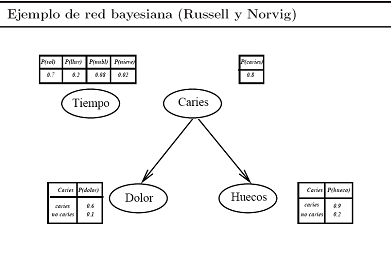 Ejemplo de red bayesiana (Russell y Norvig)
P(sol) P(lluv) P(nubl) P(nieve)
0.7 0.2 0.08 0.02
P(caries)
0.8
Tiempo
Caries
Caries P(dolor)
caries 0.6
no caries 0.1
Dolor
Huecos
Caries P(hueco)
caries 0.9
no caries 0.2